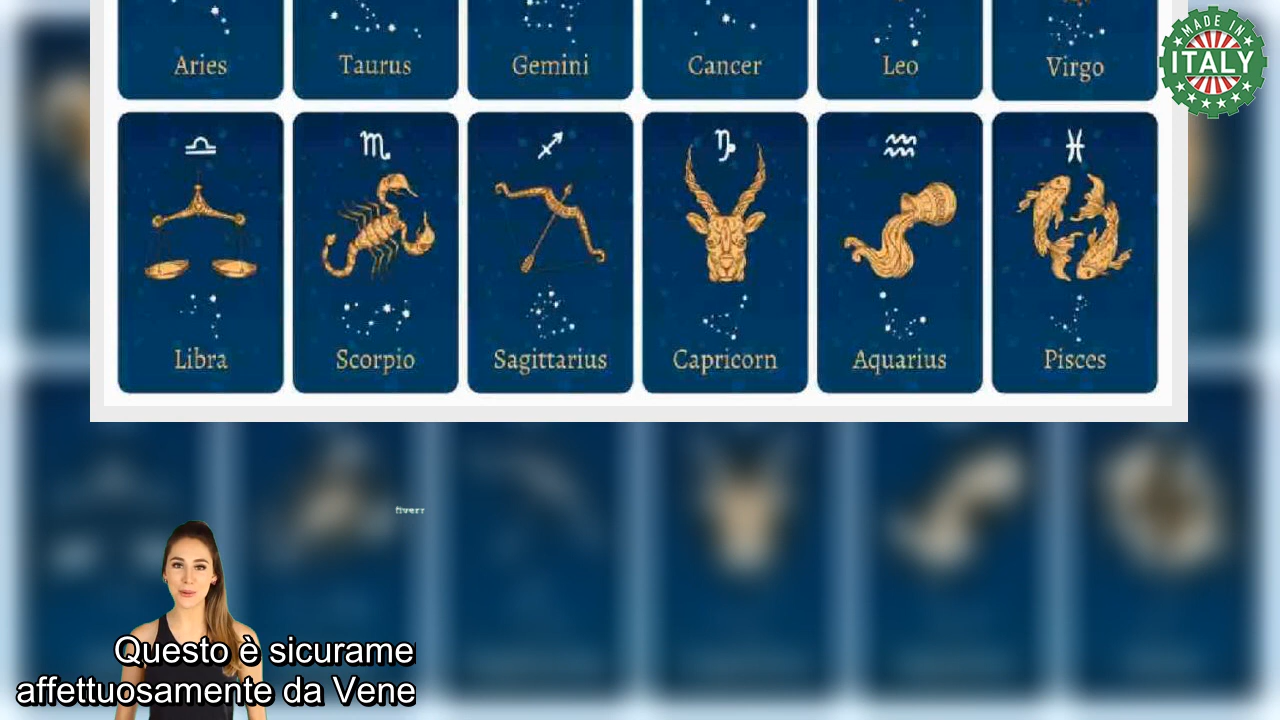 Aries Taurus Gemini Cancer Leo Virgo
MADE IN
ITALY
Libra Scorpio Sagittarius Capricorn Aquarius Pisces
fiverr
Questo è sicurame
affettuosamente da Vene